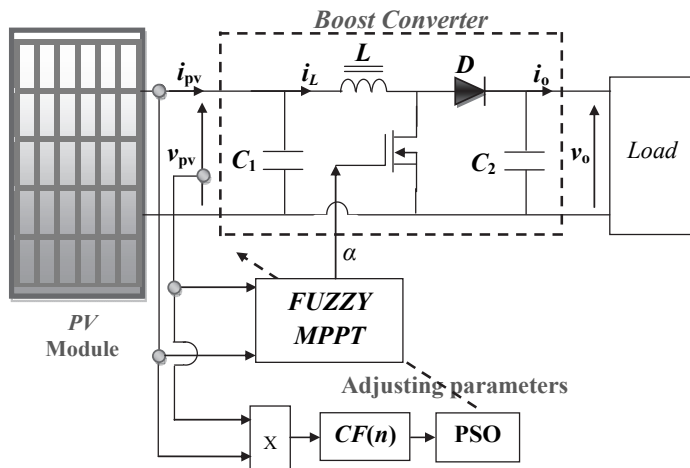 Boost Converter
i_pv
i_L
L
D
i_o
v_pv
C_1
C_2
v_o
Load
α
PV
Module
FUZZY
MPPT
Adjusting parameters
X
CF(n)
PSO